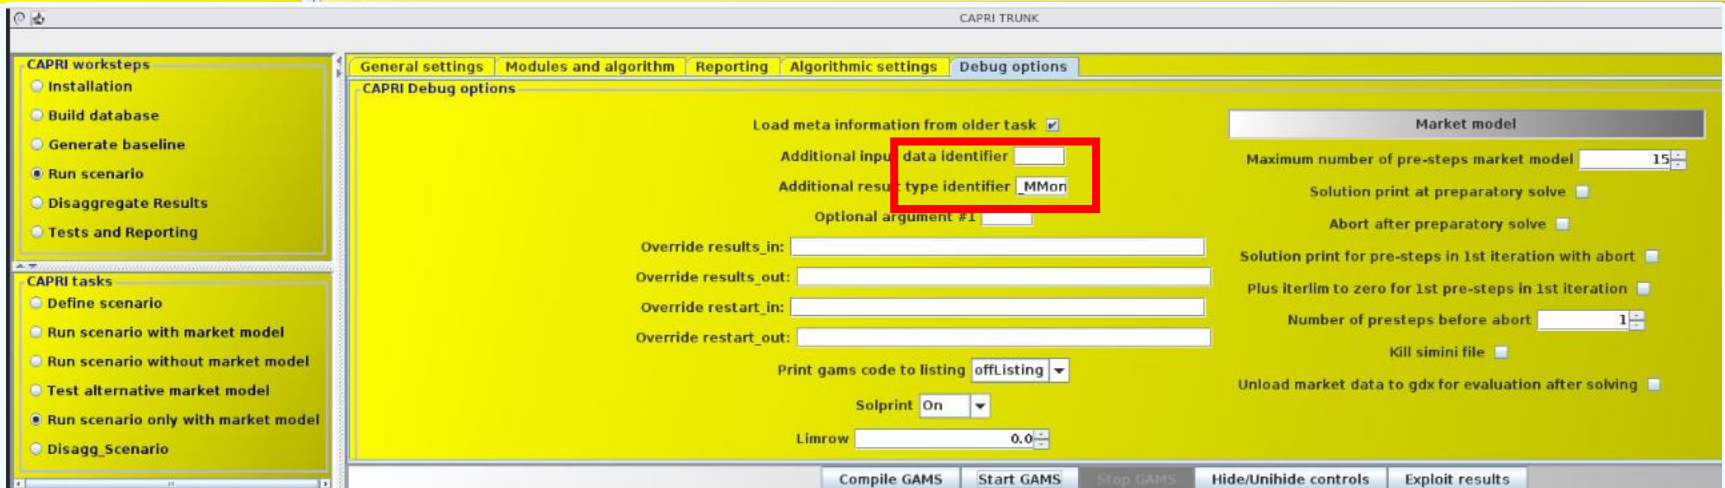 CAPRI TRUNK
CAPRI worksteps
Installation
Build database
Generate baseline
Run scenario
Disaggregate Results
Tests and Reporting
CAPRI tasks
Define scenario
Run scenario with market model
Run scenario without market model
Test alternative market model
Run scenario only with market model
Disagg_Scenario
General settings Modules and algorithm Reporting Algorithmic settings Debug options
CAPRI Debug options
Load meta information from older task
Additional input data identifier
Additional result type identifier _MMon
Optional argument #1
Override results_in:
Override results_out:
Override restart_in:
Override restart_out:
Print gams code to listing offListing
Solprint On
Limrow 0.0
Market model
Maximum number of pre-steps market model 15
Solution print at preparatory solve
Abort after preparatory solve
Solution print for pre-steps in 1st iteration with abort
Plus iterlim to zero for 1st pre-steps in 1st iteration
Number of presteps before abort 1
Kill simini file
Unload market data to gdx for evaluation after solving
Compile GAMS Start GAMS Stop GAMS Hide/Unihide controls Exploit results